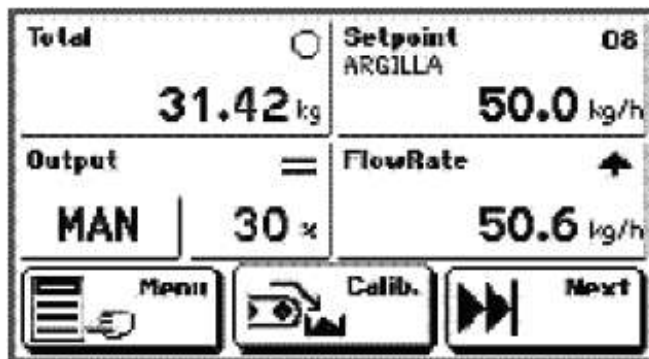 Total
31.42 kg
Setpoint 08
ARGILLA
50.0 kg/h
Output
MAN 30 %
FlowRate
50.6 kg/h
Menu
Calib.
Next